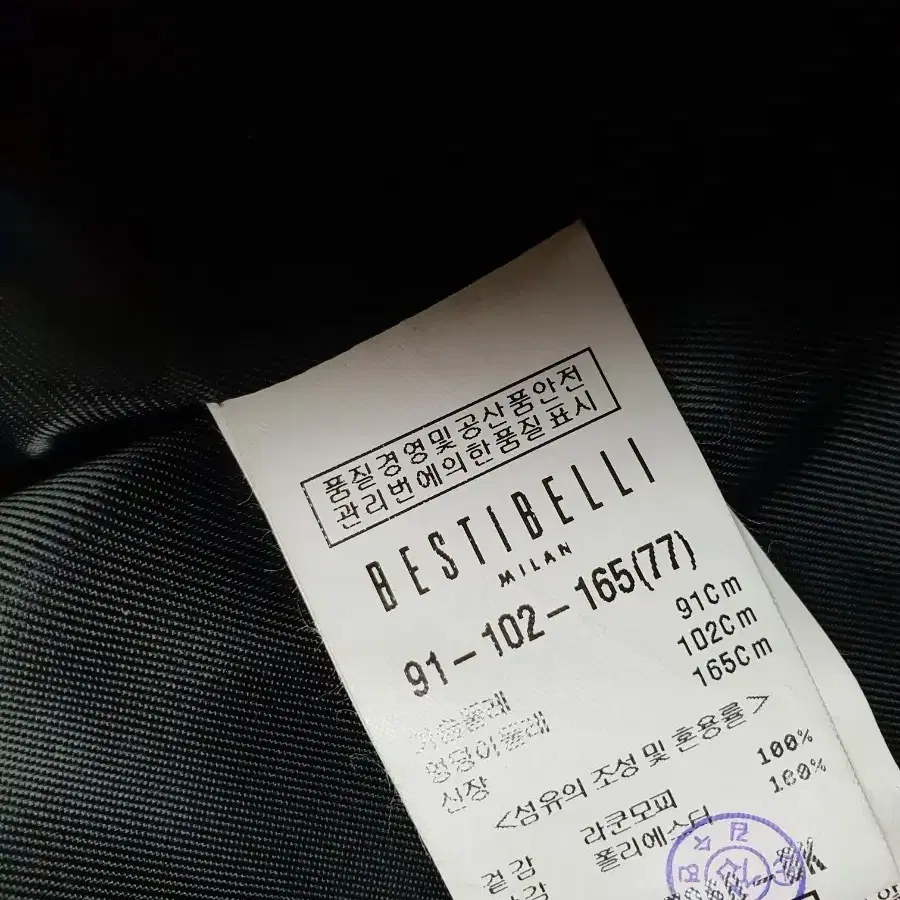 품질경영및공산품안전
관리번에의한품질표시
BESTIBELLI
MILAN
91-102-165(77)
가슴둘레 91Cm
엉덩이둘레 102Cm
신장 165Cm
<섬유의 조성 및 혼용률>
겉감 라쿤모피 100%
폴리에스터 100%